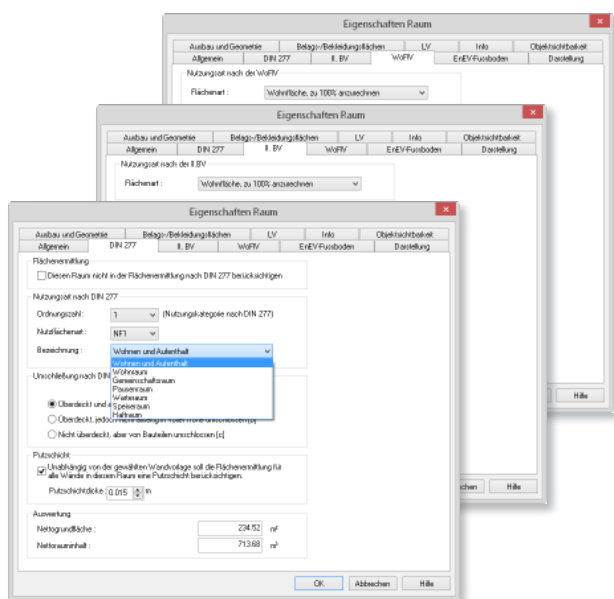 Eigenschaften Raum
Ausbau und Geometrie Belags-/Bekleidungsflächen LV Info Objektsichtbarkeit
Allgemein DIN 277 II. BV WoFlV EnEV-Fussboden Darstellung
Nutzungsart nach der WoFlV
Flächenart : Wohnfläche, zu 100% anzurechnen
Hilfe
Eigenschaften Raum
Ausbau und Geometrie Belags-/Bekleidungsflächen LV Info Objektsichtbarkeit
Allgemein DIN 277 II. BV WoFlV EnEV-Fussboden Darstellung
Nutzungsart nach der II.BV
Flächenart : Wohnfläche, zu 100% anzurechnen
chen Hilfe
Eigenschaften Raum
Ausbau und Geometrie Belags-/Bekleidungsflächen LV Info Objektsichtbarkeit
Allgemein DIN 277 II. BV WoFlV EnEV-Fussboden Darstellung
Flächenermittlung
Diesen Raum nicht in der Flächenermittlung nach DIN 277 berücksichtigen
Nutzungsart nach DIN 277
Ordnungszahl : 1 (Nutzungskategorie nach DIN 277)
Nutzflächenart : NF1
Bezeichnung : Wohnen und Aufenthalt
Wohnen und Aufenthalt
Wohnraum
Gemeinschaftsraum
Pausenraum
Warteraum
Speiseraum
Haftraum
Umschließung nach DIN
Überdeckt und
Überdeckt, jedoch
Nicht überdeckt, aber von Bauteilen umschlossen [c]
Putzschicht
Unabhängig von der gewählten Wandvorlage soll die Flächenermittlung für
alle Wände in diesem Raum eine Putzschicht berücksichtigen.
Putzschichtdicke : 0.015 m
Auswertung
Nettogrundfläche : 234.52 m²
Nettorauminhalt : 713.68 m³
OK Abbrechen Hilfe